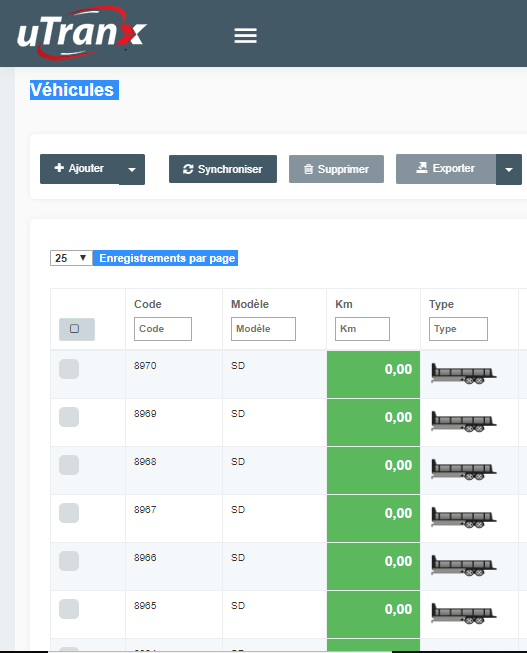 uTranx
Véhicules
Ajouter Synchroniser Supprimer Exporter
25 Enregistrements par page
Code Modèle Km Type
Code Modèle Km Type
8970 SD 0,00
8969 SD 0,00
8968 SD 0,00
8967 SD 0,00
8966 SD 0,00
8965 SD 0,00